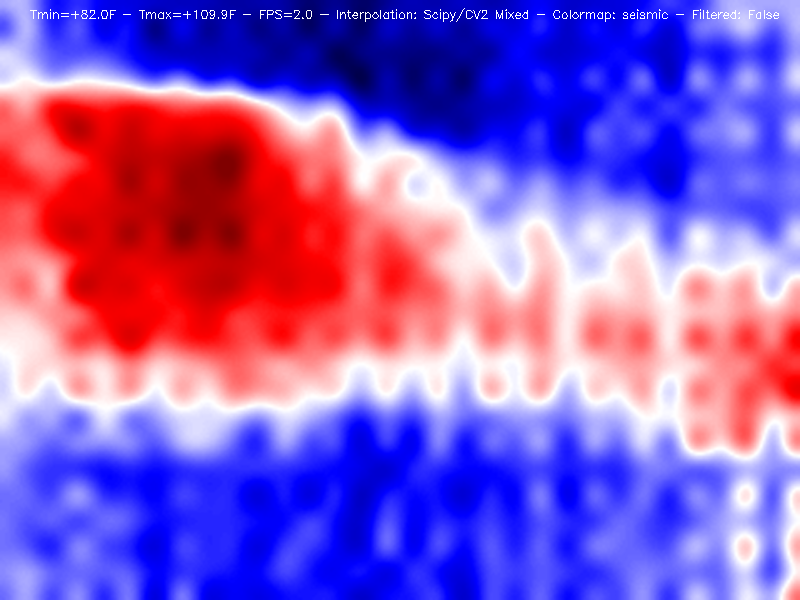 Tmin=+82.0F − Tmax=+109.9F − FPS=2.0 − Interpolation: Scipy/CV2 Mixed − Colormap: seismic − Filtered: False